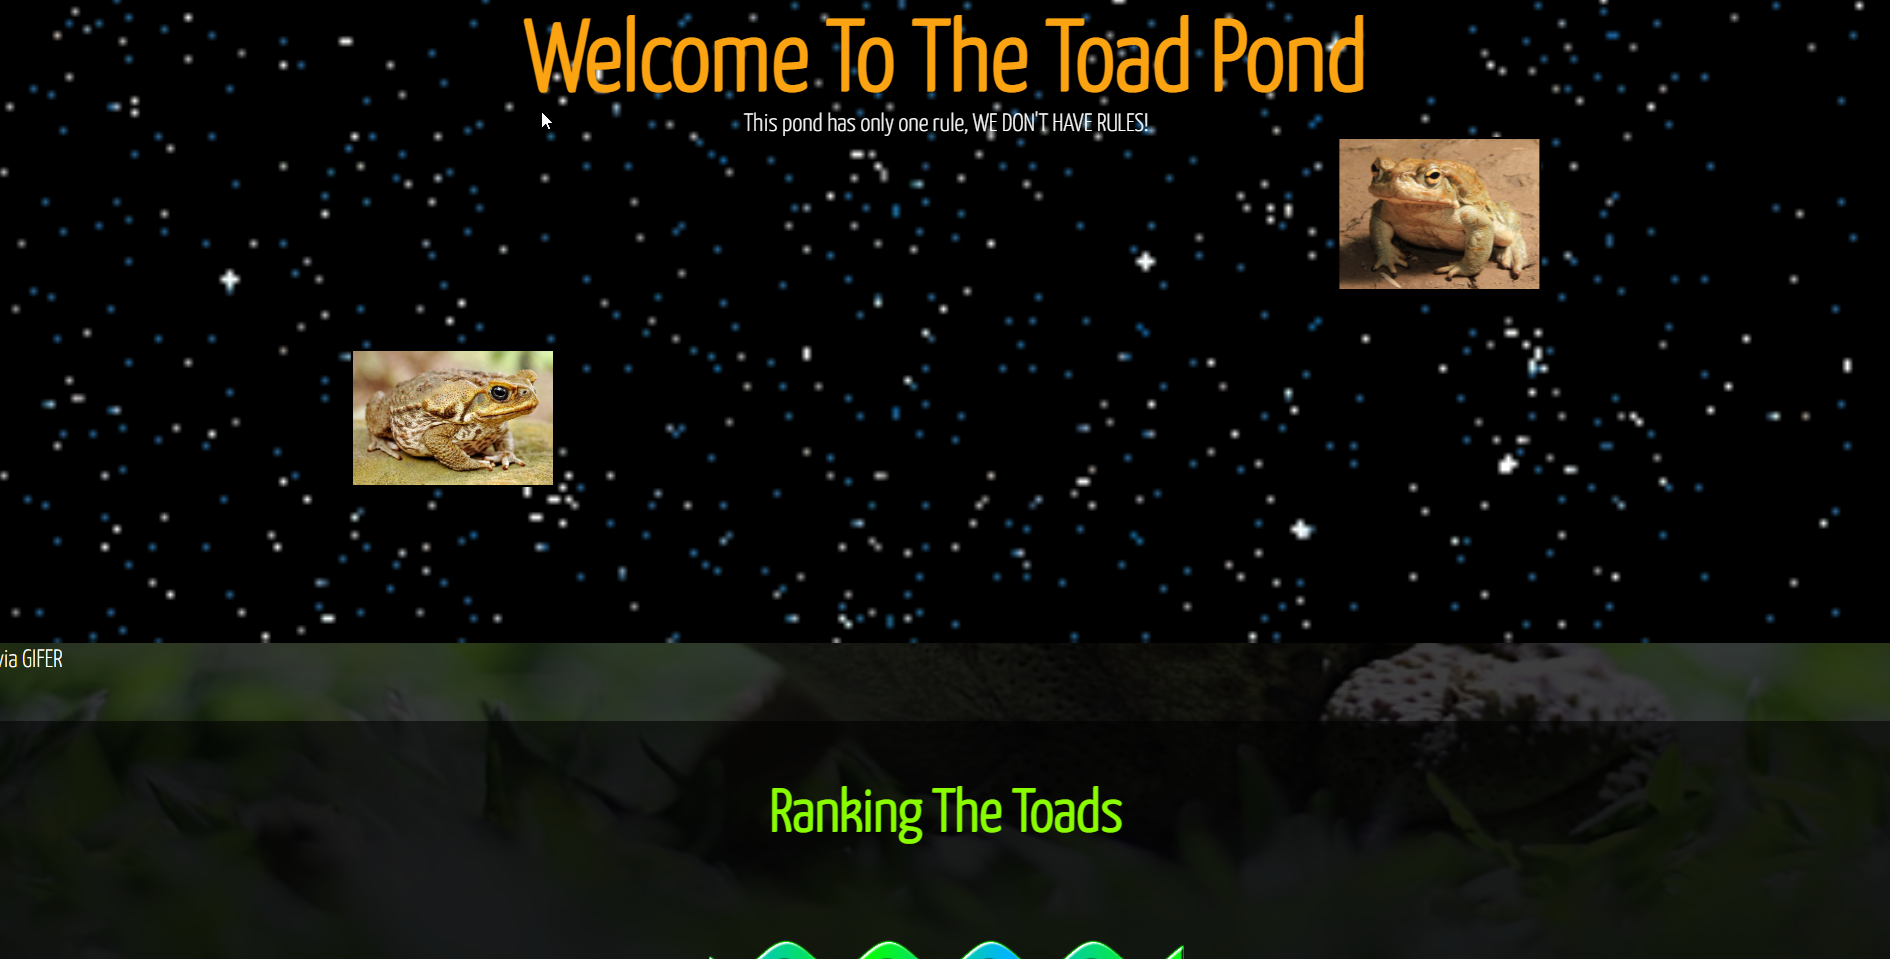 Welcome To The Toad Pond
This pond has only one rule, WE DON'T HAVE RULES!
via GIFER
Ranking The Toads